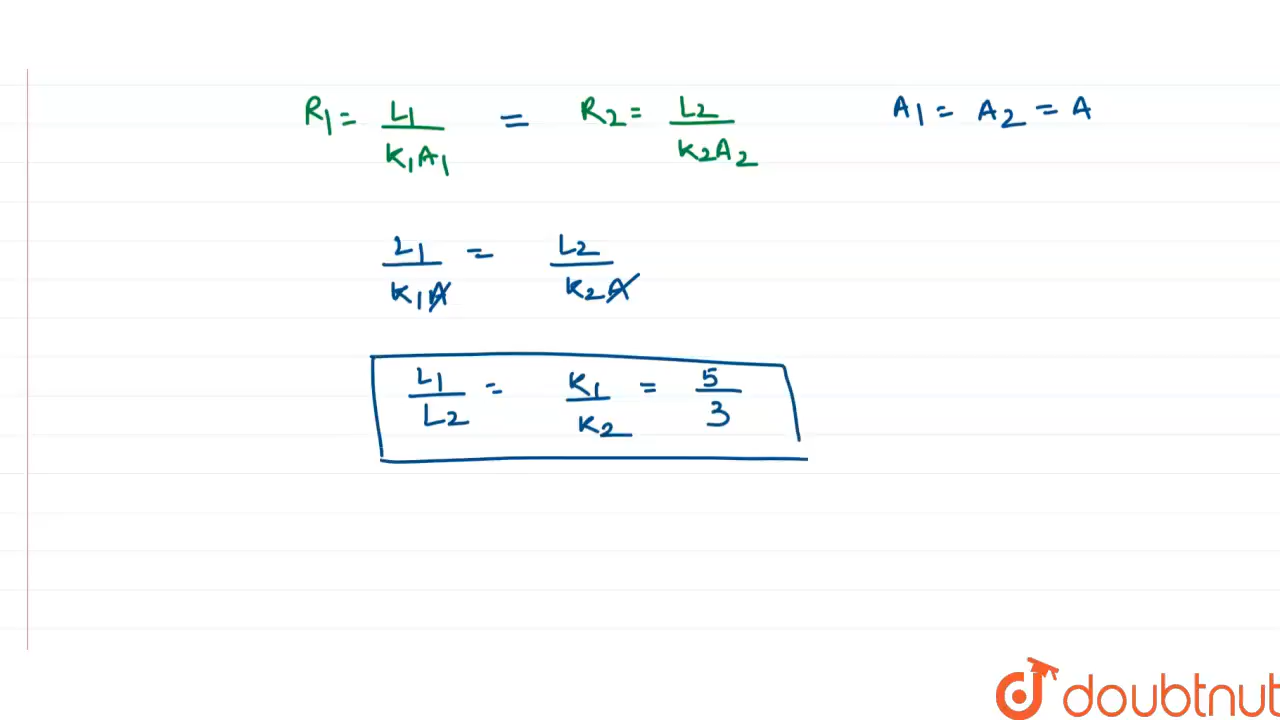 R1 = L1/K1A1 = R2 = L2/K2A2 A1 = A2 = A
L1/K1A = L2/K2A
L1/L2 = K1/K2 = 5/3
doubtnut